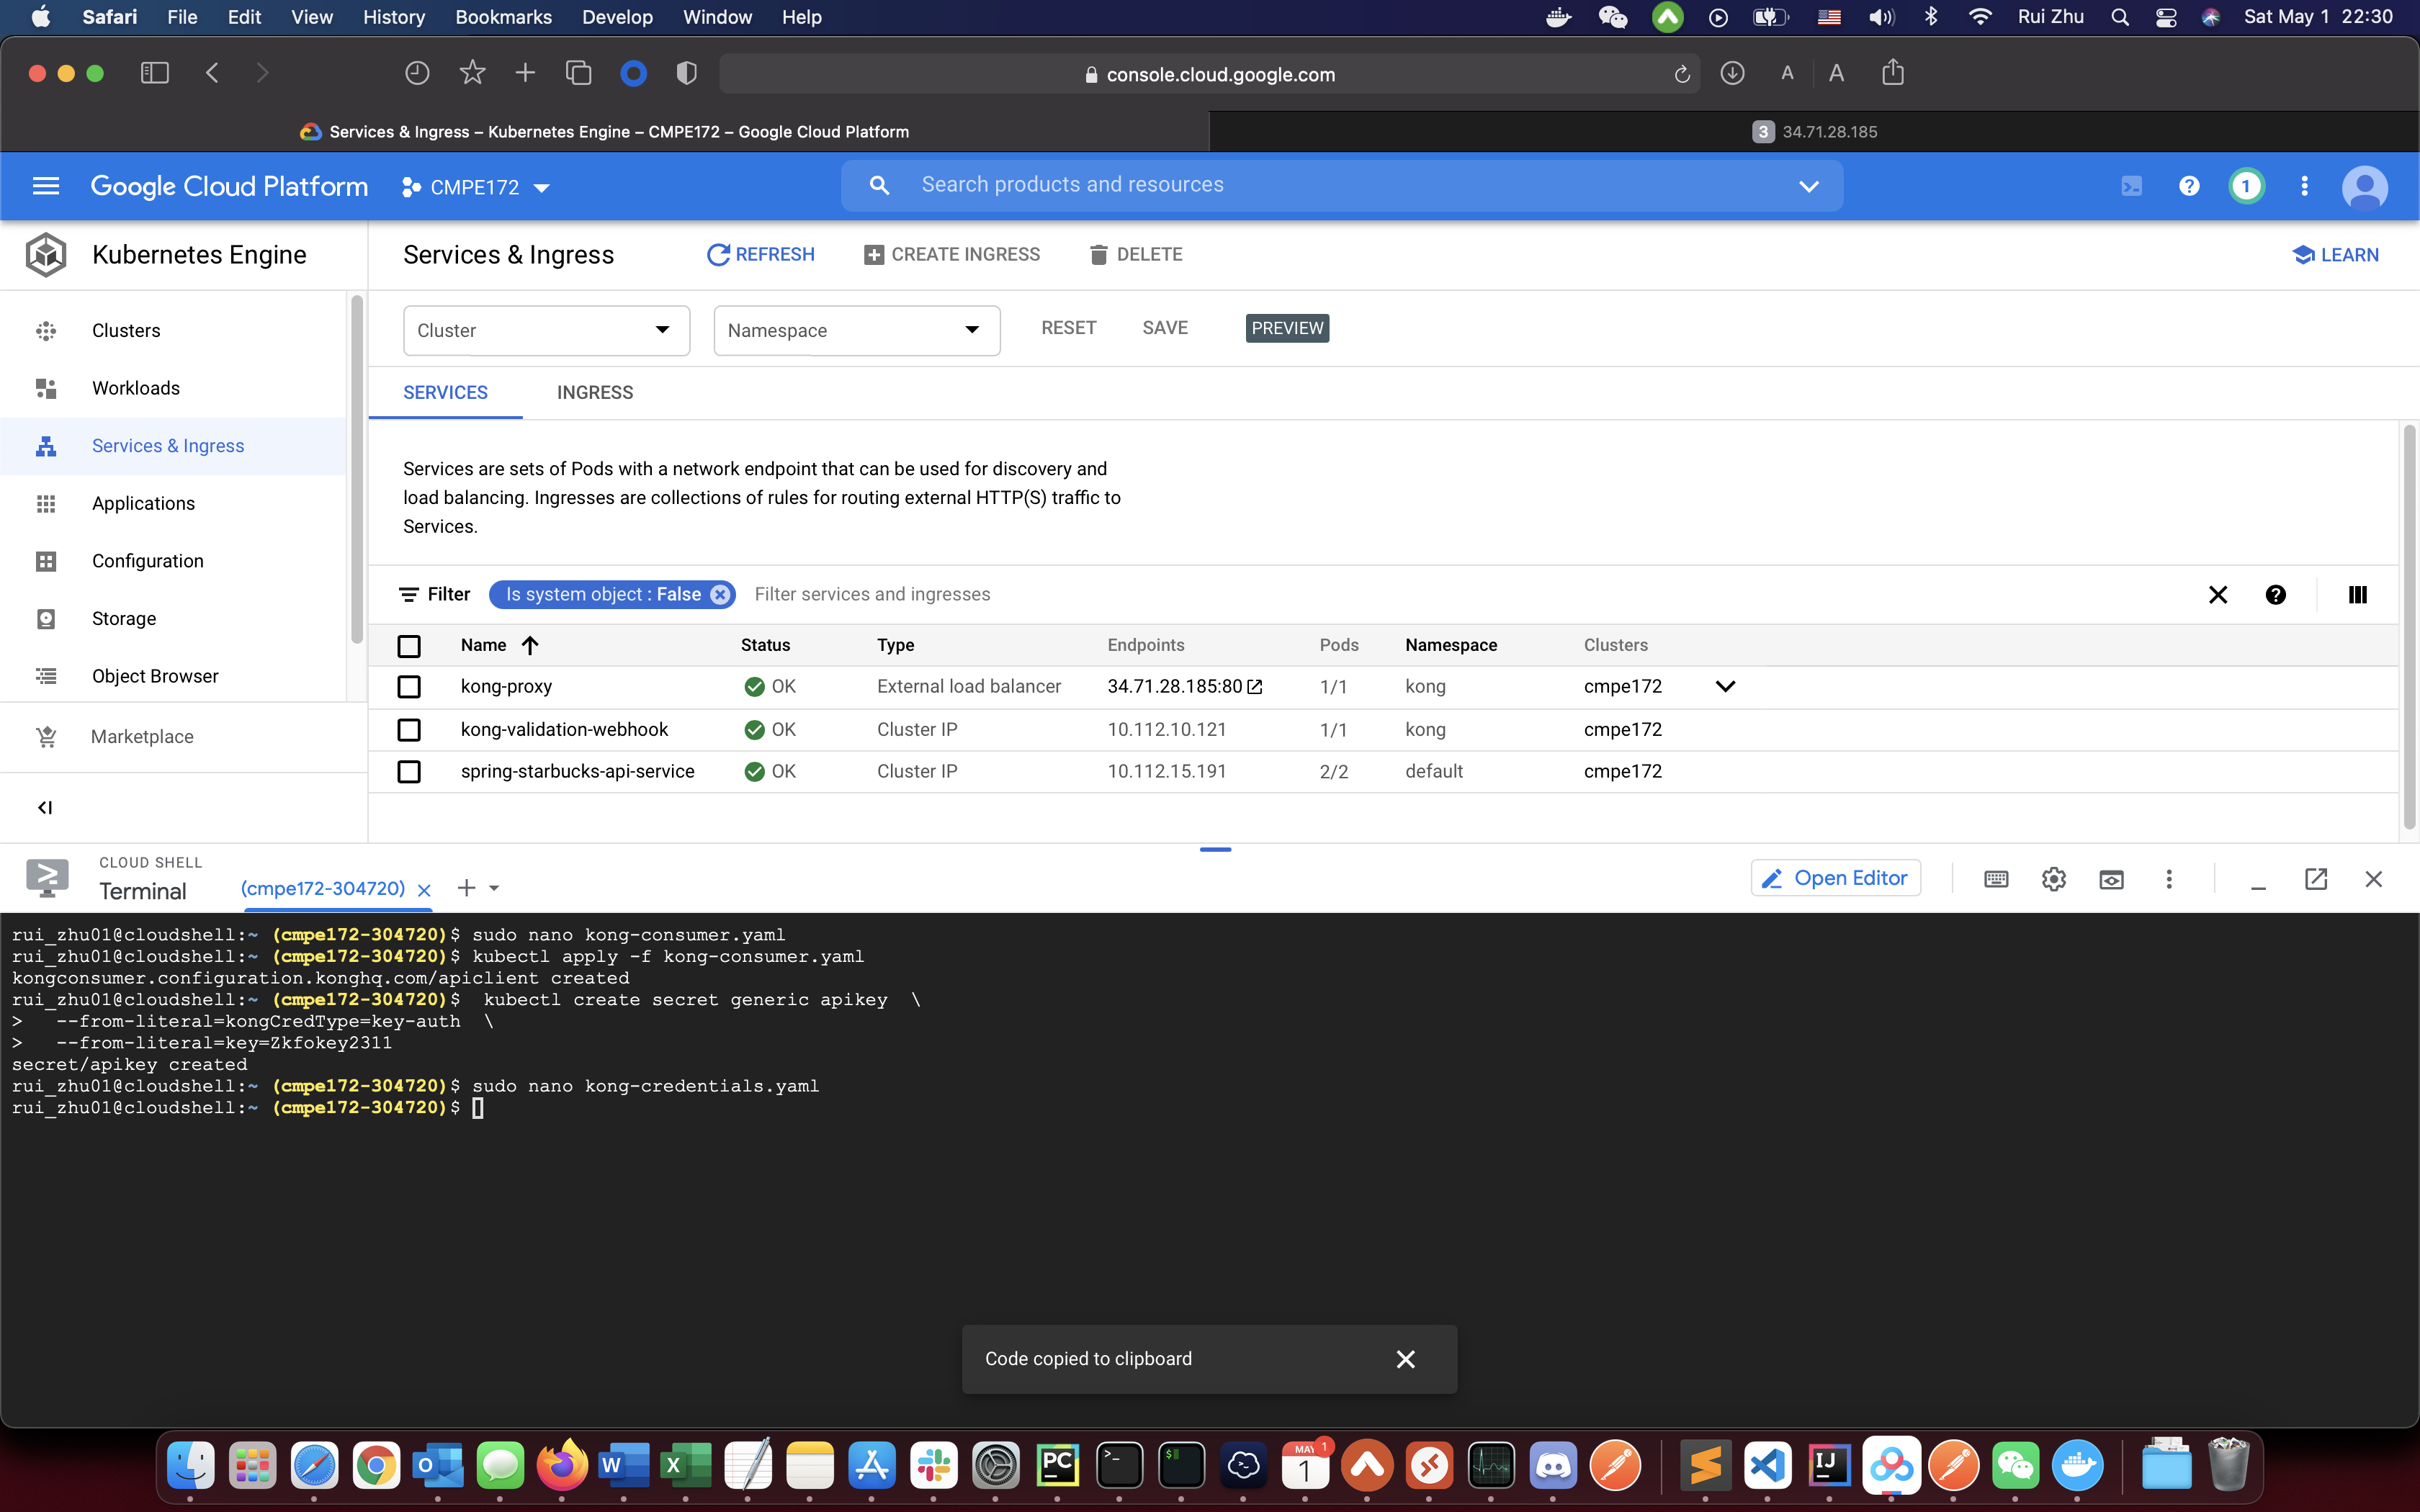 Safari File Edit View History Bookmarks Develop Window Help
Rui Zhu Sat May 1 22:30
console.cloud.google.com
A A
Services & Ingress – Kubernetes Engine – CMPE172 – Google Cloud Platform
3 34.71.28.185
Google Cloud Platform CMPE172
Search products and resources
1
Kubernetes Engine
Services & Ingress REFRESH CREATE INGRESS DELETE LEARN
Clusters
Workloads
Services & Ingress
Applications
Configuration
Storage
Object Browser
Marketplace
Cluster Namespace RESET SAVE PREVIEW
SERVICES INGRESS
Services are sets of Pods with a network endpoint that can be used for discovery and
load balancing. Ingresses are collections of rules for routing external HTTP(S) traffic to
Services.
Filter Is system object : False Filter services and ingresses
Name Status Type Endpoints Pods Namespace Clusters
kong-proxy OK External load balancer 34.71.28.185:80 1/1 kong cmpe172
kong-validation-webhook OK Cluster IP 10.112.10.121 1/1 kong cmpe172
spring-starbucks-api-service OK Cluster IP 10.112.15.191 2/2 default cmpe172
CLOUD SHELL
Terminal (cmpe172-304720) Open Editor
rui_zhu01@cloudshell:~ (cmpe172-304720)$ sudo nano kong-consumer.yaml
rui_zhu01@cloudshell:~ (cmpe172-304720)$ kubectl apply -f kong-consumer.yaml
kongconsumer.configuration.konghq.com/apiclient created
rui_zhu01@cloudshell:~ (cmpe172-304720)$  kubectl create secret generic apikey  \
>   --from-literal=kongCredType=key-auth  \
>   --from-literal=key=Zkfokey2311
secret/apikey created
rui_zhu01@cloudshell:~ (cmpe172-304720)$ sudo nano kong-credentials.yaml
rui_zhu01@cloudshell:~ (cmpe172-304720)$
Code copied to clipboard
O W X PC >_ $ MAY 1 1 IJ